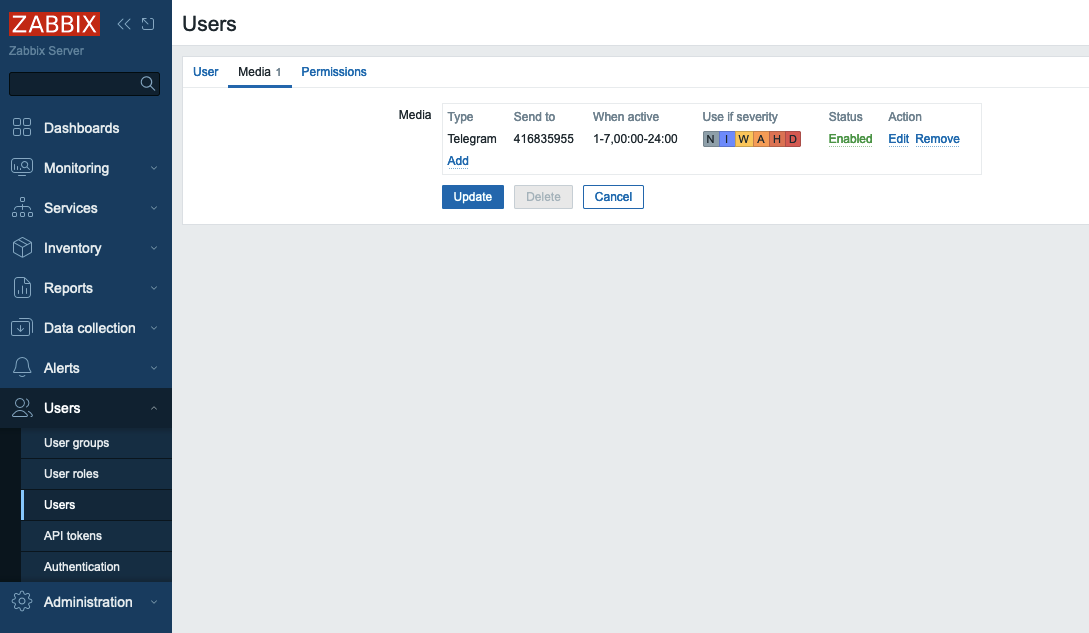 ZABBIX
Zabbix Server
Dashboards
Monitoring
Services
Inventory
Reports
Data collection
Alerts
Users
User groups
User roles
Users
API tokens
Authentication
Administration
Users
User Media 1 Permissions
Media
Type Send to When active Use if severity Status Action
Telegram 416835955 1-7,00:00-24:00 N I W A H D Enabled Edit Remove
Add
Update Delete Cancel